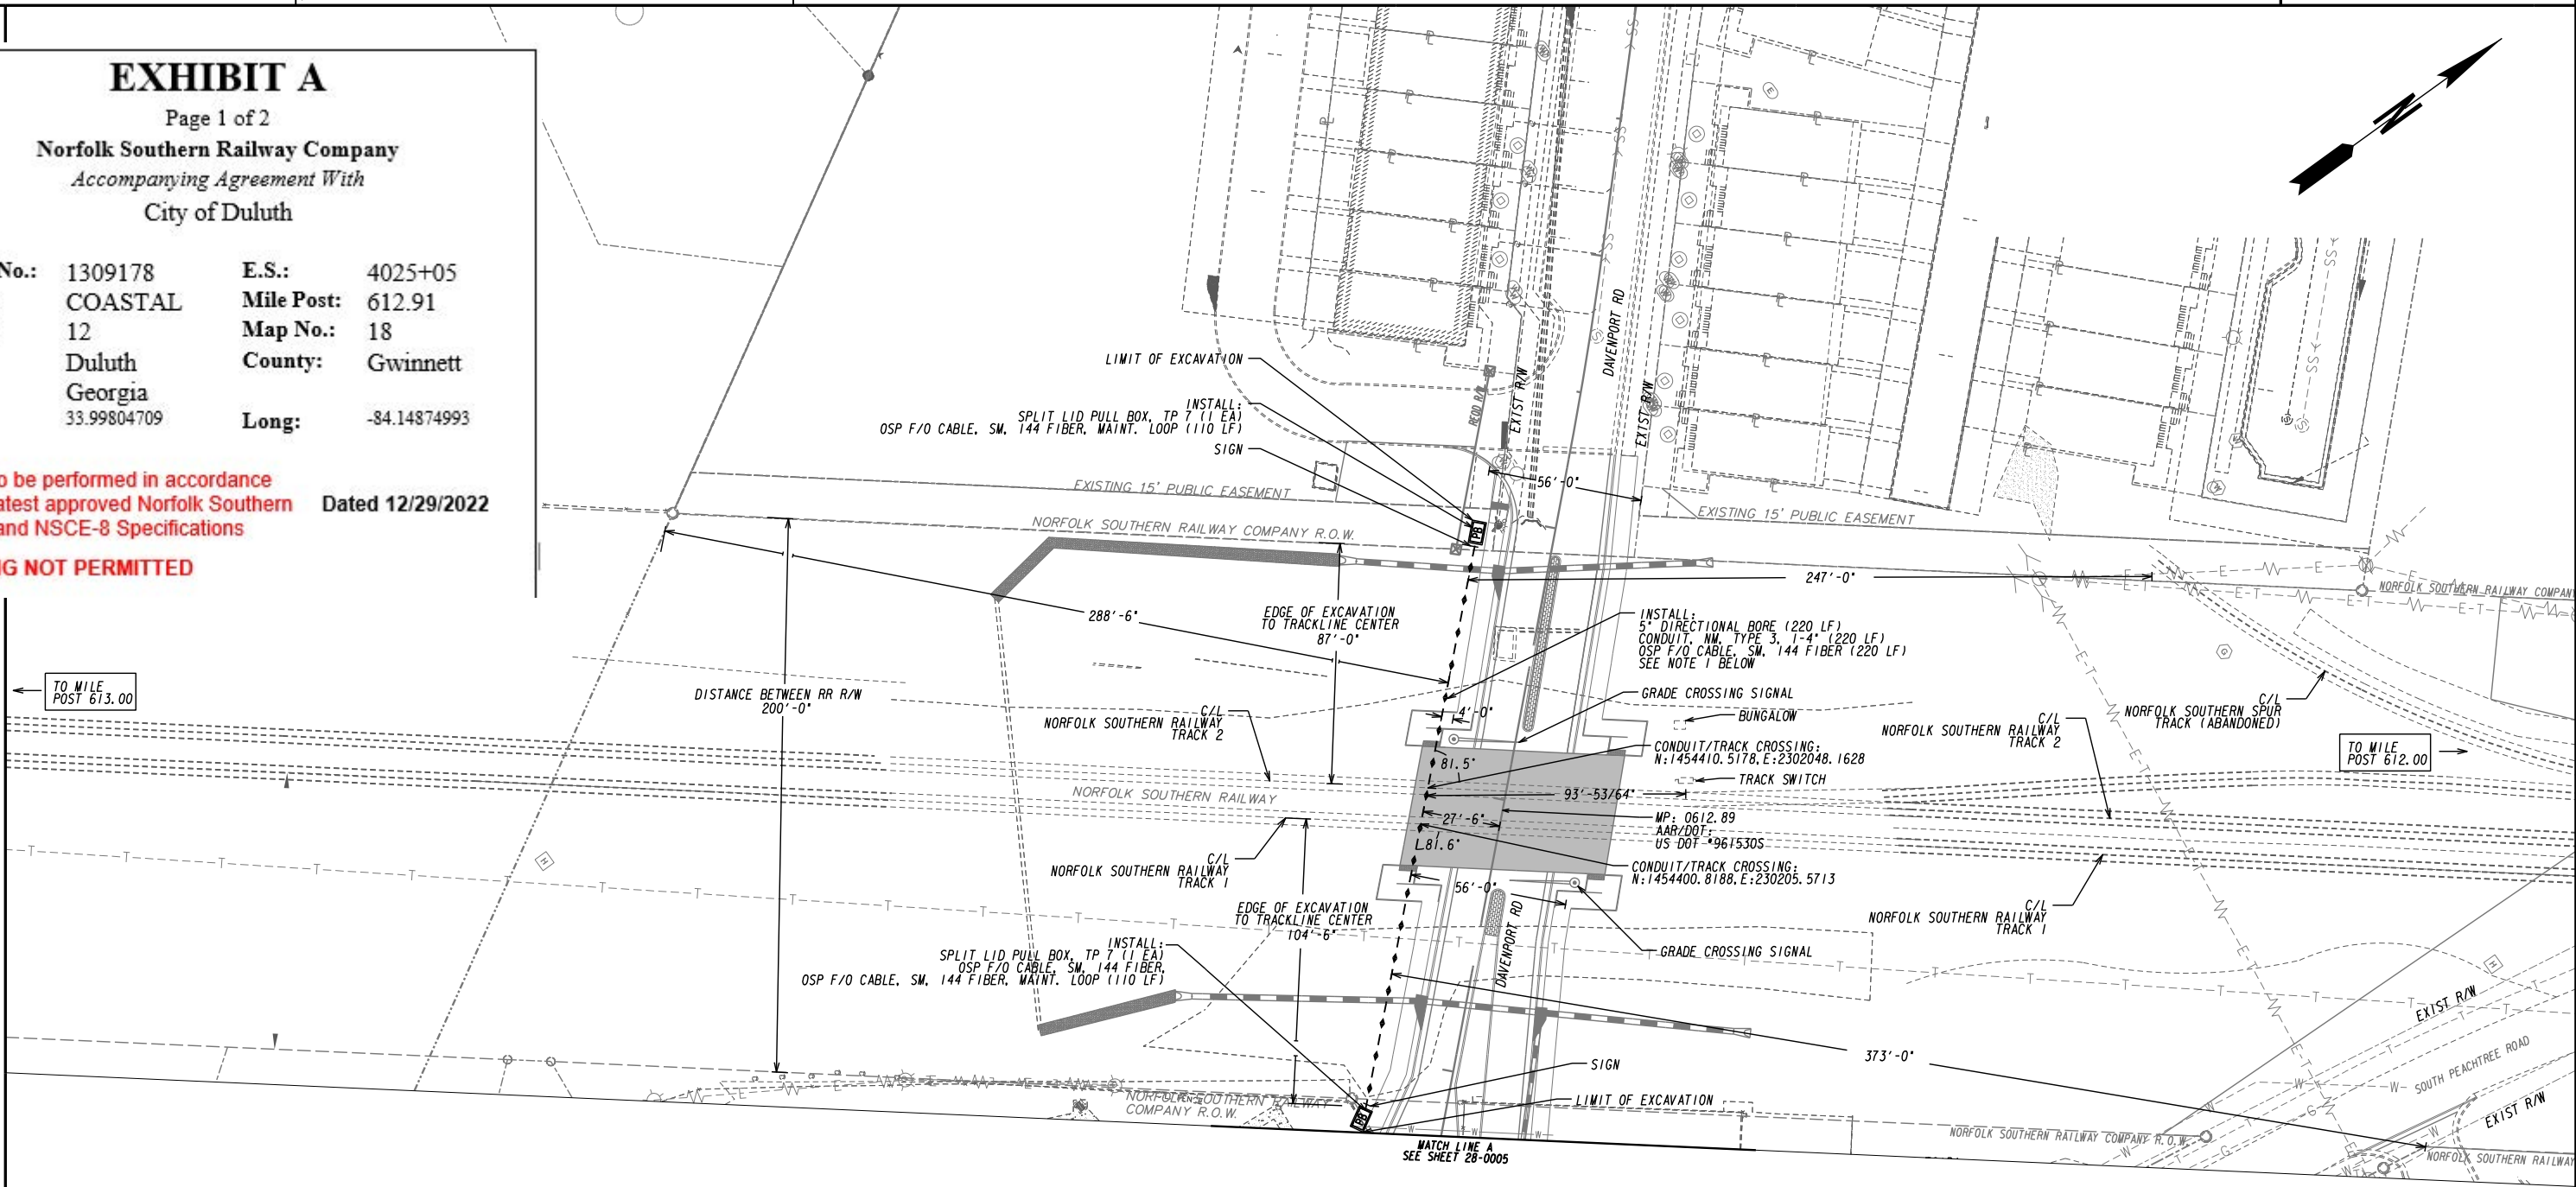 EXHIBIT A
Page 1 of 2
Norfolk Southern Railway Company
Accompanying Agreement With
City of Duluth
No.: 1309178 E.S.: 4025+05
COASTAL Mile Post: 612.91
12 Map No.: 18
Duluth County: Gwinnett
Georgia
33.99804709 Long: -84.14874993
o be performed in accordance
atest approved Norfolk Southern Dated 12/29/2022
and NSCE-8 Specifications
G NOT PERMITTED
N
LIMIT OF EXCAVATION
INSTALL:
SPLIT LID PULL BOX, TP 7 (1 EA)
OSP F/O CABLE, SM, 144 FIBER, MAINT. LOOP (110 LF)
SIGN
REQD R/W
EXIST R/W
DAVENPORT RD
EXIST R/W
56'-0"
EXISTING 15' PUBLIC EASEMENT
EXISTING 15' PUBLIC EASEMENT
NORFOLK SOUTHERN RAILWAY COMPANY R.O.W.
PB
247'-0"
NORFOLK SOUTHERN RAILWAY COMPANY
288'-6"
EDGE OF EXCAVATION
TO TRACKLINE CENTER
87'-0"
INSTALL:
5" DIRECTIONAL BORE (220 LF)
CONDUIT, NM, TYPE 3, 1-4" (220 LF)
OSP F/O CABLE, SM, 144 FIBER (220 LF)
SEE NOTE 1 BELOW
TO MILE
POST 613.00
DISTANCE BETWEEN RR R/W
200'-0"
C/L
NORFOLK SOUTHERN RAILWAY
TRACK 2
4'-0"
GRADE CROSSING SIGNAL
BUNGALOW
C/L
NORFOLK SOUTHERN RAILWAY
TRACK 2
C/L
NORFOLK SOUTHERN SPUR
TRACK (ABANDONED)
TO MILE
POST 612.00
CONDUIT/TRACK CROSSING:
N:1454410.5178,E:2302048.1628
81.5°
TRACK SWITCH
NORFOLK SOUTHERN RAILWAY
93'-53/64"
27'-6"
MP: 0612.89
AAR/DOT:
US DOT #961530S
81.6°
C/L
NORFOLK SOUTHERN RAILWAY
TRACK 1
CONDUIT/TRACK CROSSING:
N:1454400.8188,E:230205.5713
56'-0"
EDGE OF EXCAVATION
TO TRACKLINE CENTER
104'-6"
DAVENPORT RD
C/L
NORFOLK SOUTHERN RAILWAY
TRACK 1
GRADE CROSSING SIGNAL
INSTALL:
SPLIT LID PULL BOX, TP 7 (1 EA)
OSP F/O CABLE, SM, 144 FIBER,
OSP F/O CABLE, SM, 144 FIBER, MAINT. LOOP (110 LF)
EXIST R/W
SOUTH PEACHTREE ROAD
EXIST R/W
373'-0"
SIGN
LIMIT OF EXCAVATION
NORFOLK SOUTHERN RAILWAY
COMPANY R.O.W.
PB
MATCH LINE A
SEE SHEET 28-0005
NORFOLK SOUTHERN RAILWAY COMPANY R.O.W.
NORFOLK SOUTHERN RAILWAY